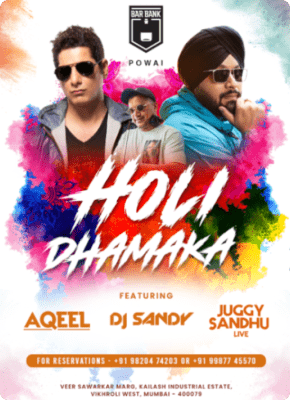 BAR BANK
POWAI
HOLI
DHAMAKA
FEATURING
AQEEL
DJ SANDY
JUGGY
SANDHU
LIVE
FOR RESERVATIONS - +91 98204 74203 OR +91 99877 45570
VEER SAWARKAR MARG, KAILASH INDUSTRIAL ESTATE,
VIKHROLI WEST, MUMBAI - 400079